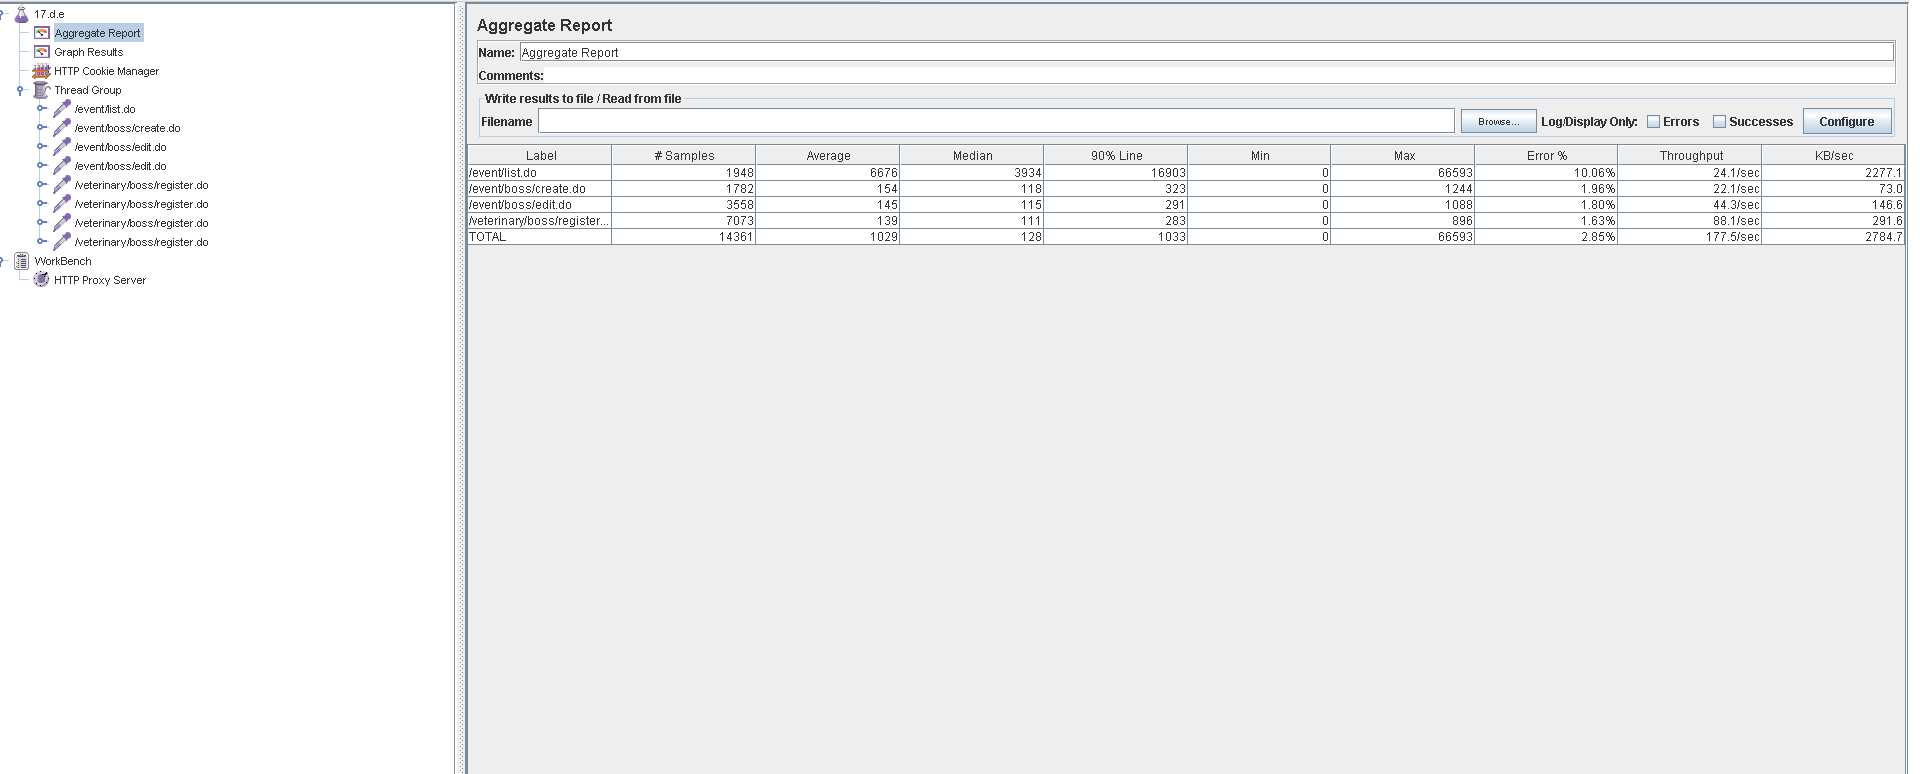 17.d.e
Aggregate Report
Graph Results
HTTP Cookie Manager
Thread Group
/event/list.do
/event/boss/create.do
/event/boss/edit.do
/event/boss/edit.do
/veterinary/boss/register.do
/veterinary/boss/register.do
/veterinary/boss/register.do
/veterinary/boss/register.do
WorkBench
HTTP Proxy Server
Aggregate Report
Name: Aggregate Report
Comments:
Write results to file / Read from file
Filename Browse... Log/Display Only: Errors Successes Configure
Label # Samples Average Median 90% Line Min Max Error % Throughput KB/sec
/event/list.do 1948 6676 3934 16903 0 66593 10.06% 24.1/sec 2277.1
/event/boss/create.do 1782 154 118 323 0 1244 1.96% 22.1/sec 73.0
/event/boss/edit.do 3558 145 115 291 0 1088 1.80% 44.3/sec 146.6
/veterinary/boss/register... 7073 139 111 283 0 896 1.63% 88.1/sec 291.6
TOTAL 14361 1029 128 1033 0 66593 2.85% 177.5/sec 2784.7